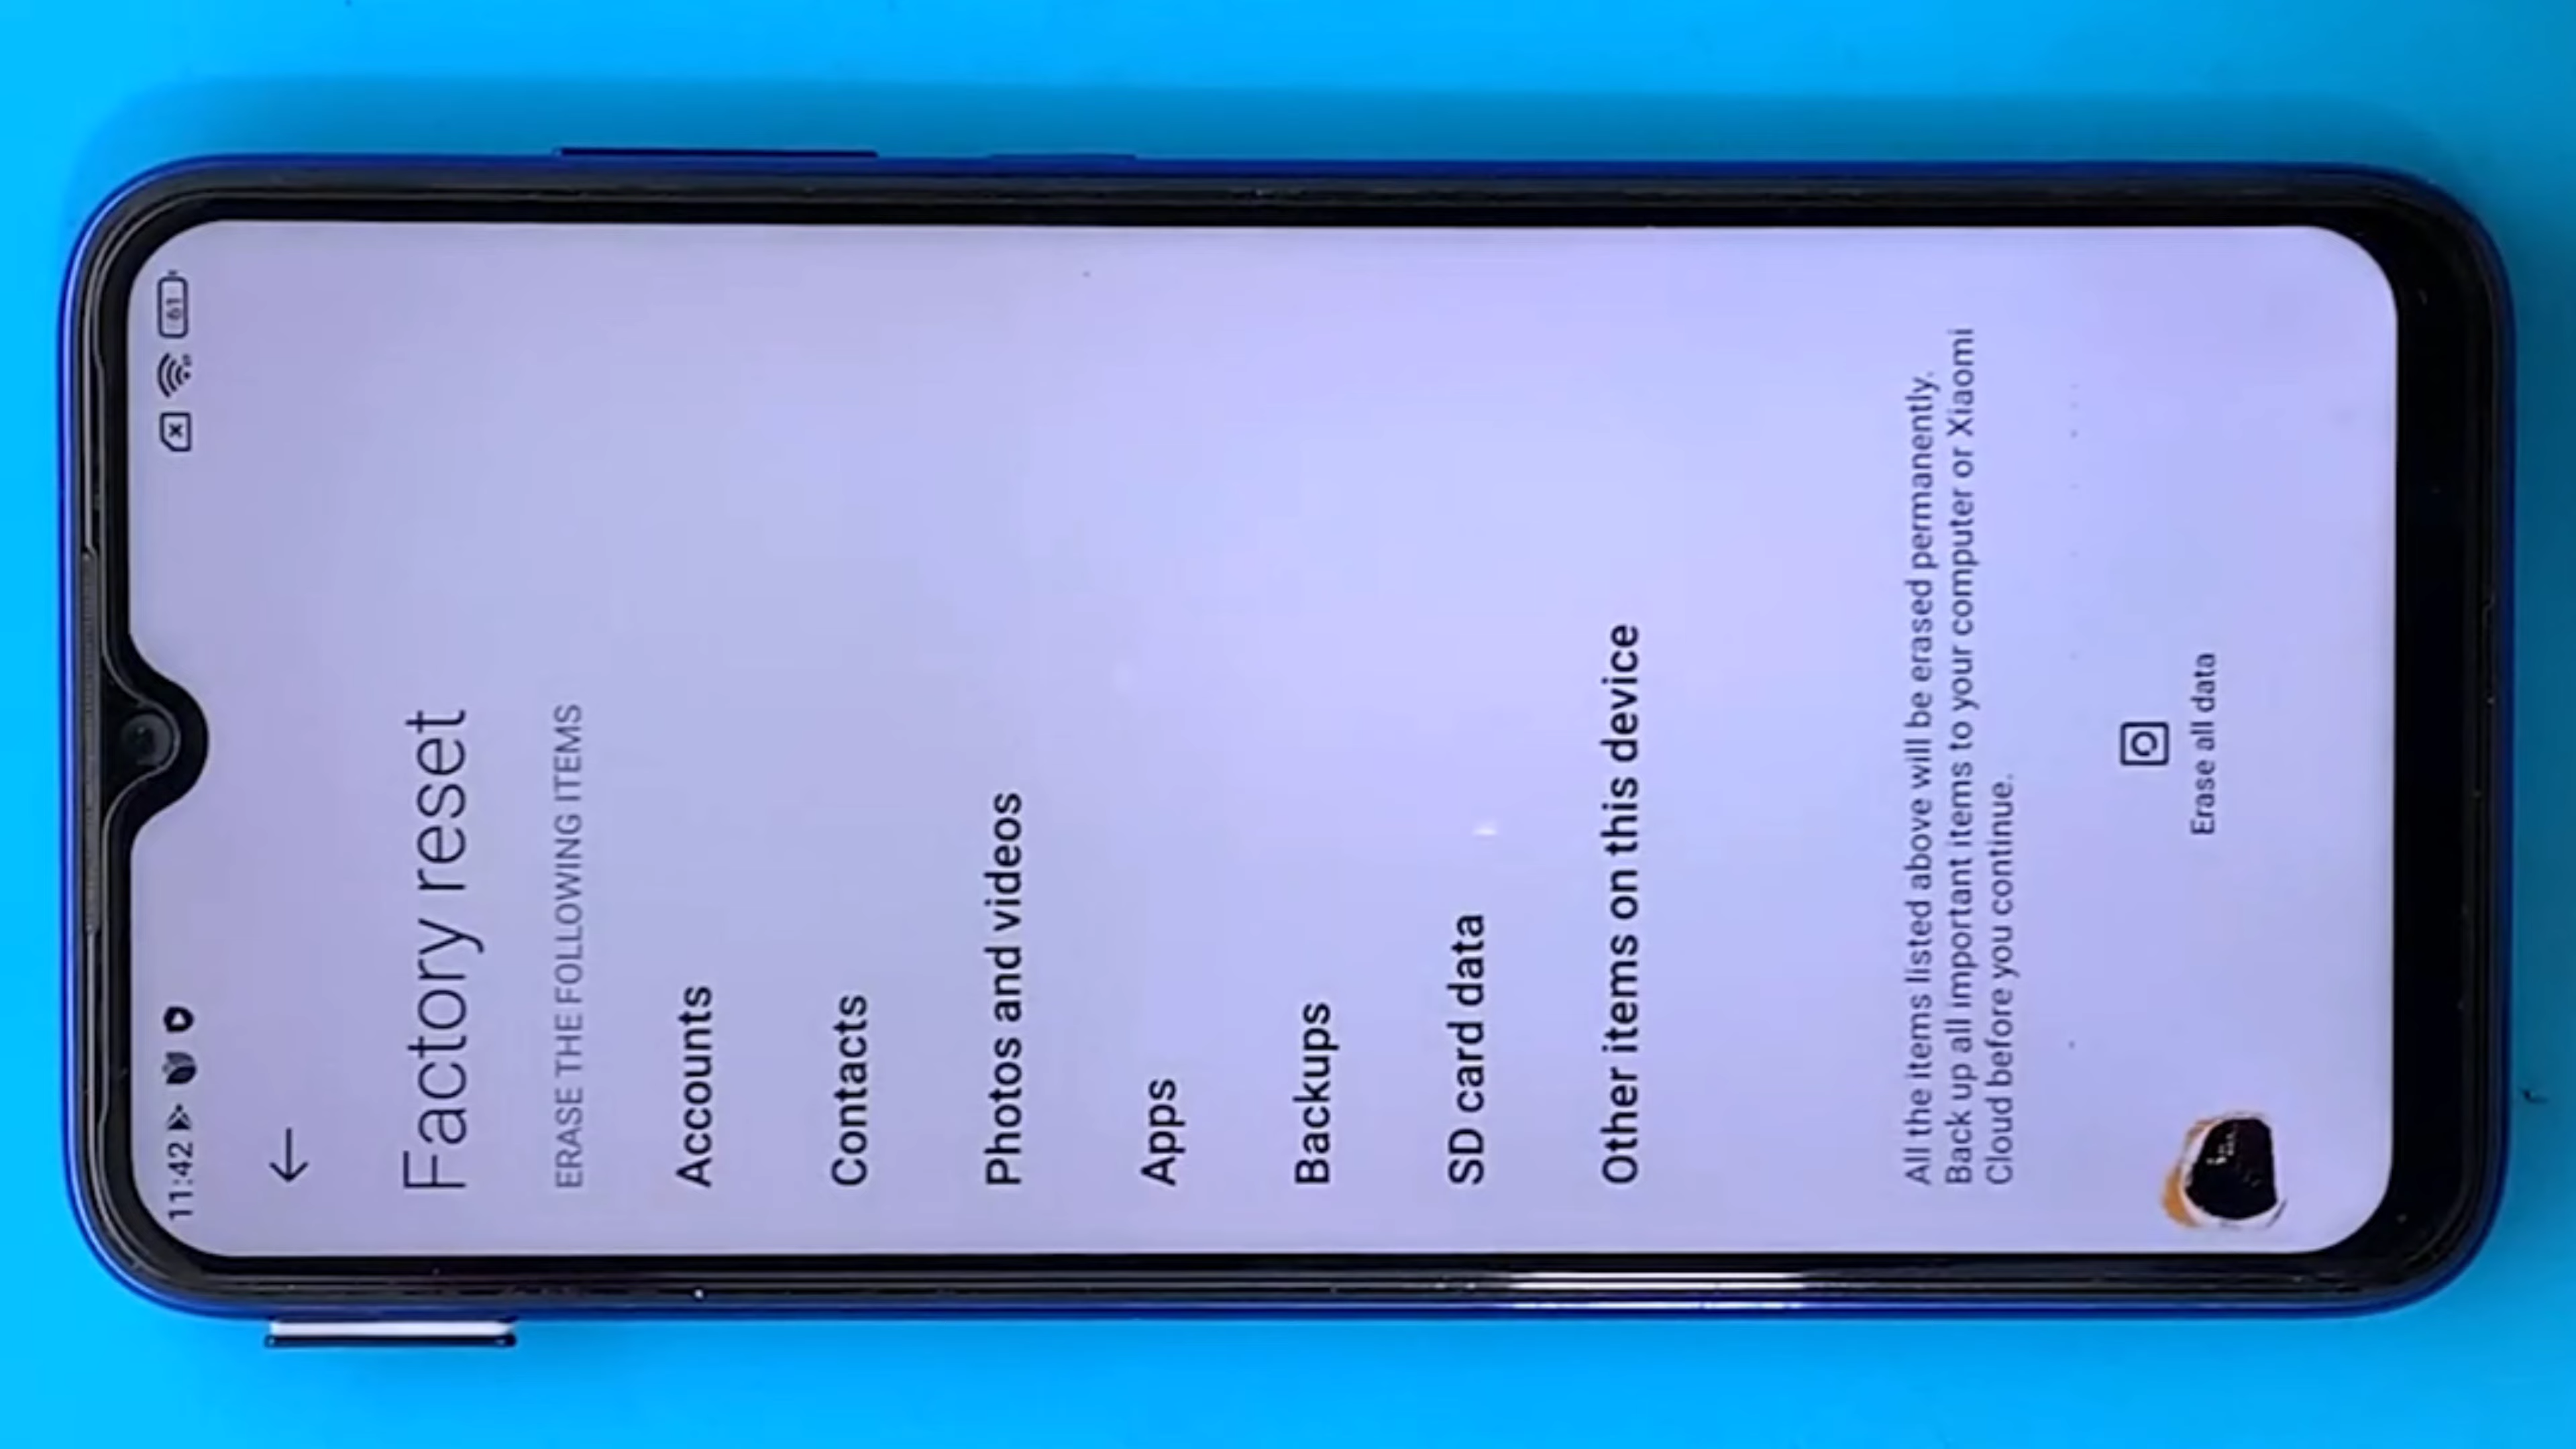 11:42
61
Factory reset
ERASE THE FOLLOWING ITEMS
Accounts
Contacts
Photos and videos
Apps
Backups
SD card data
Other items on this device
All the items listed above will be erased permanently.
Back up all important items to your computer or Xiaomi
Cloud before you continue.
Erase all data